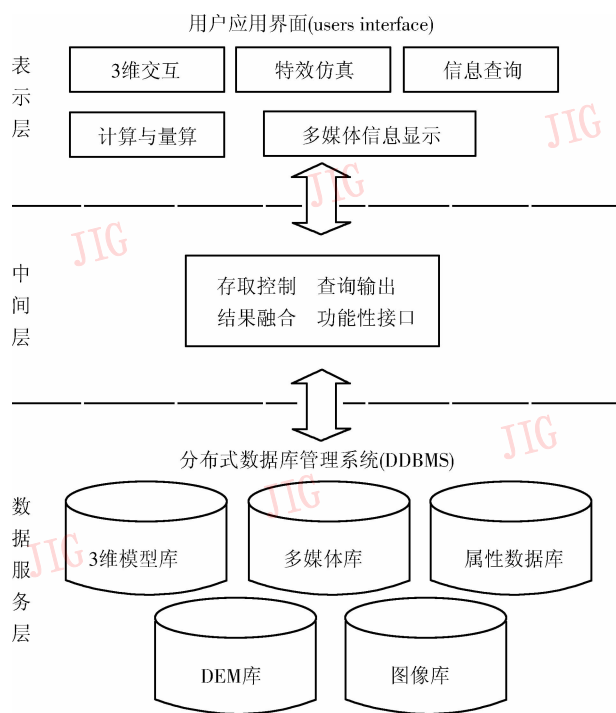 用户应用界面(users interface)
表示层
3维交互
特效仿真
信息查询
计算与量算
多媒体信息显示
JIG
JIG
JIG
中间层
存取控制 查询输出
结果融合 功能性接口
JIG
分布式数据库管理系统(DDBMS)
数据服务层
JIG
JIG
3维模型库
多媒体库
属性数据库
DEM库
图像库